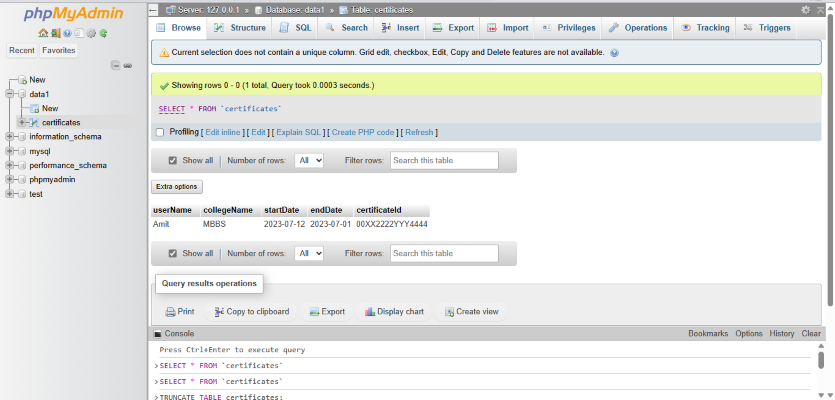 phpMyAdmin
Recent Favorites
New
data1
New
certificates
information_schema
mysql
performance_schema
phpmyadmin
test
Server: 127.0.0.1 » Database: data1 » Table: certificates
Browse Structure SQL Search Insert Export Import Privileges Operations Tracking Triggers
Current selection does not contain a unique column. Grid edit, checkbox, Edit, Copy and Delete features are not available.
Showing rows 0 - 0 (1 total, Query took 0.0003 seconds.)
SELECT * FROM `certificates`
Profiling [ Edit inline ] [ Edit ] [ Explain SQL ] [ Create PHP code ] [ Refresh ]
Show all | Number of rows: All Filter rows: Search this table
Extra options
userName collegeName startDate endDate certificateId
Amit MBBS 2023-07-12 2023-07-01 00XX2222YYY4444
Show all | Number of rows: All Filter rows: Search this table
Query results operations
Print Copy to clipboard Export Display chart Create view
Console Bookmarks Options History Clear
Press Ctrl+Enter to execute query
>SELECT * FROM `certificates`
>SELECT * FROM `certificates`
>TRUNCATE TABLE certificates;